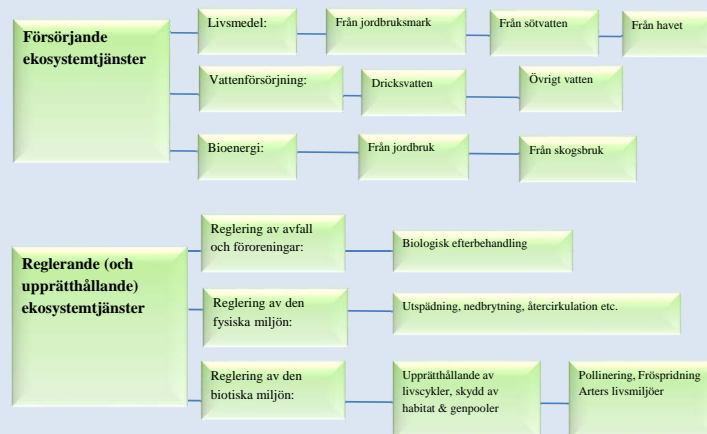 Försörjande
ekosystemtjänster
Livsmedel:
Från jordbruksmark
Från sötvatten
Från havet
Vattenförsörjning:
Dricksvatten
Övrigt vatten
Bioenergi:
Från jordbruk
Från skogsbruk
Reglerande (och
upprätthållande)
ekosystemtjänster
Reglering av avfall
och föroreningar:
Biologisk efterbehandling
Reglering av den
fysiska miljön:
Utspädning, nedbrytning, återcirkulation etc.
Reglering av den
biotiska miljön:
Upprätthållande av
livscykler, skydd av
habitat & genpooler
Pollinering, Fröspridning
Arters livsmiljöer